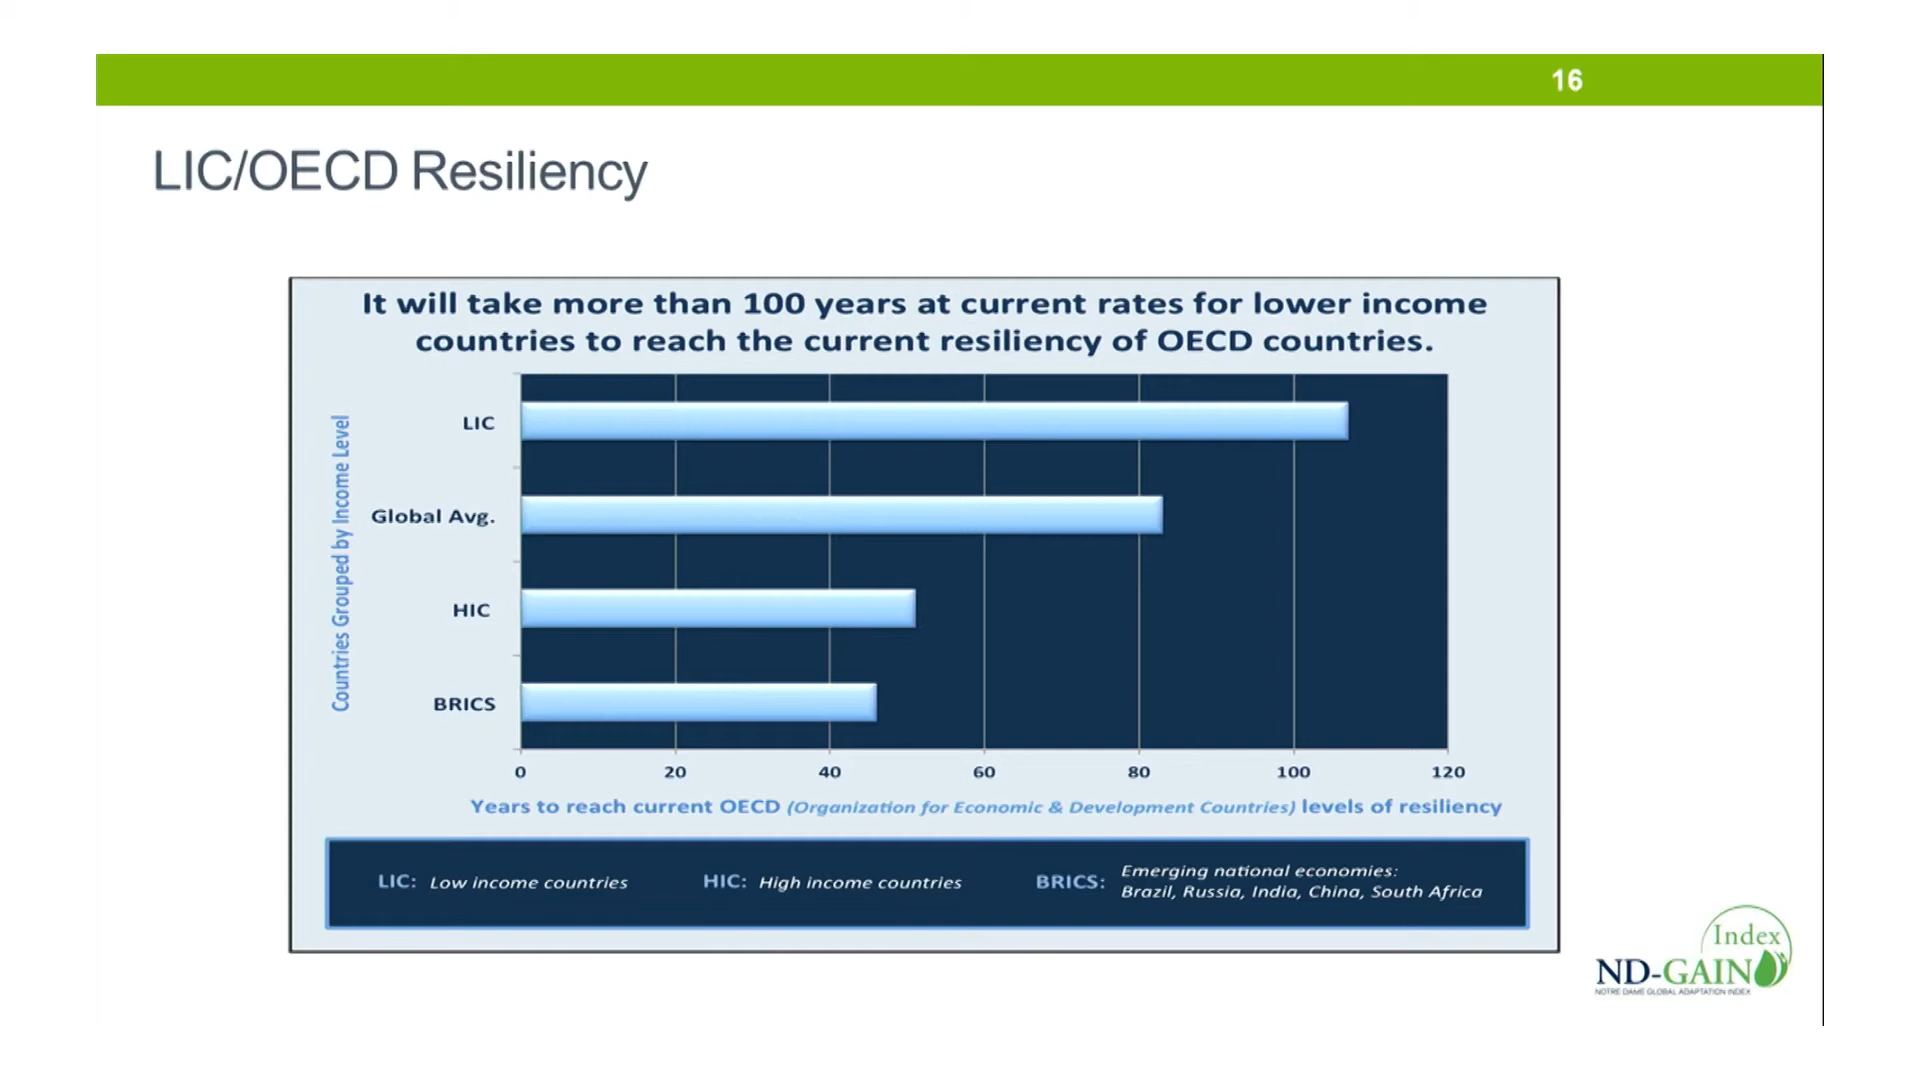 16
LIC/OECD Resiliency
It will take more than 100 years at current rates for lower income
countries to reach the current resiliency of OECD countries.
Countries Grouped by Income Level
LIC
Global Avg.
HIC
BRICS
0 20 40 60 80 100 120
Years to reach current OECD (Organization for Economic & Development Countries) levels of resiliency
LIC: Low income countries
HIC: High income countries
BRICS: Emerging national economies:
Brazil, Russia, India, China, South Africa
Index
ND-GAIN
NOTRE DAME GLOBAL ADAPTATION INDEX